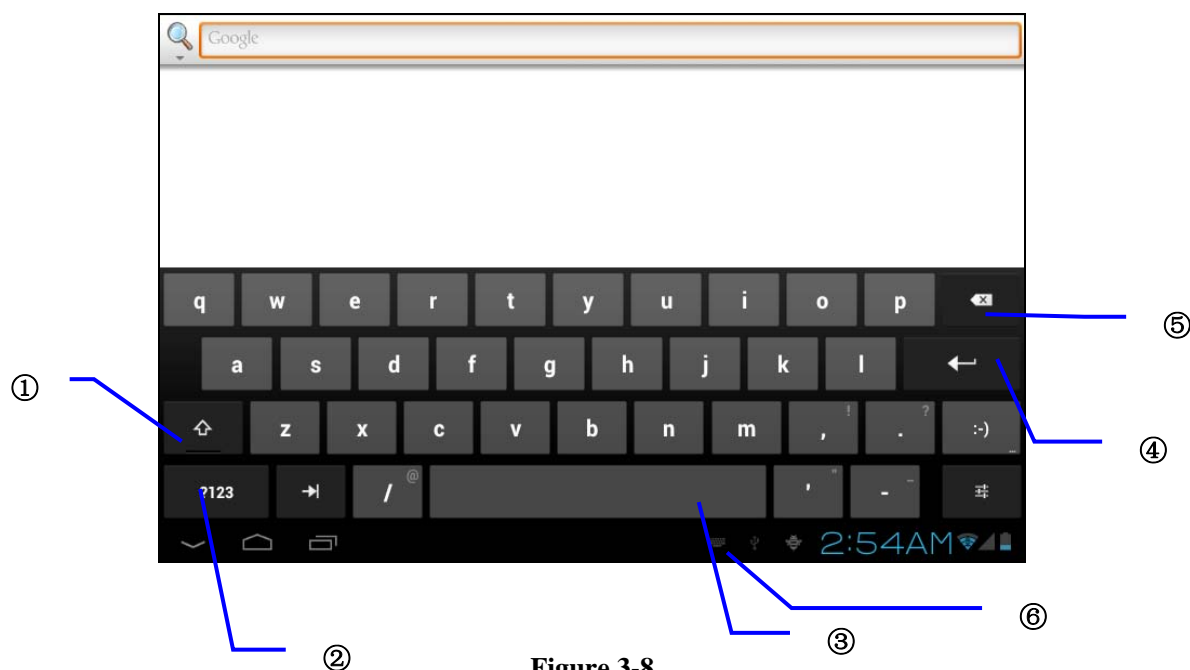 Google
q w e r t y u i o p
⑤
a s d f g h j k l
①
! ?
z x c v b n m , . :-) ...
④
@ " _
?123 / ' -
2:54AM
⑥
③
②
Figure 3-8